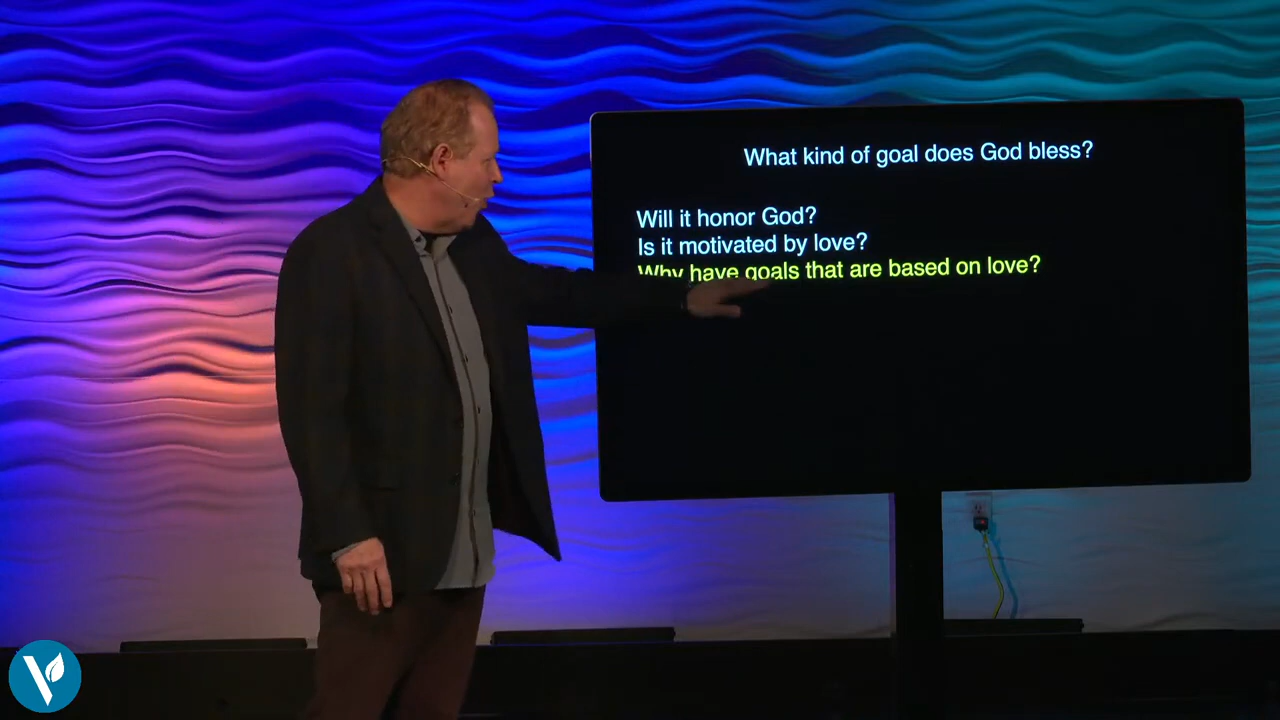 What kind of goal does God bless?
Will it honor God?
Is it motivated by love?
Why have goals that are based on love?